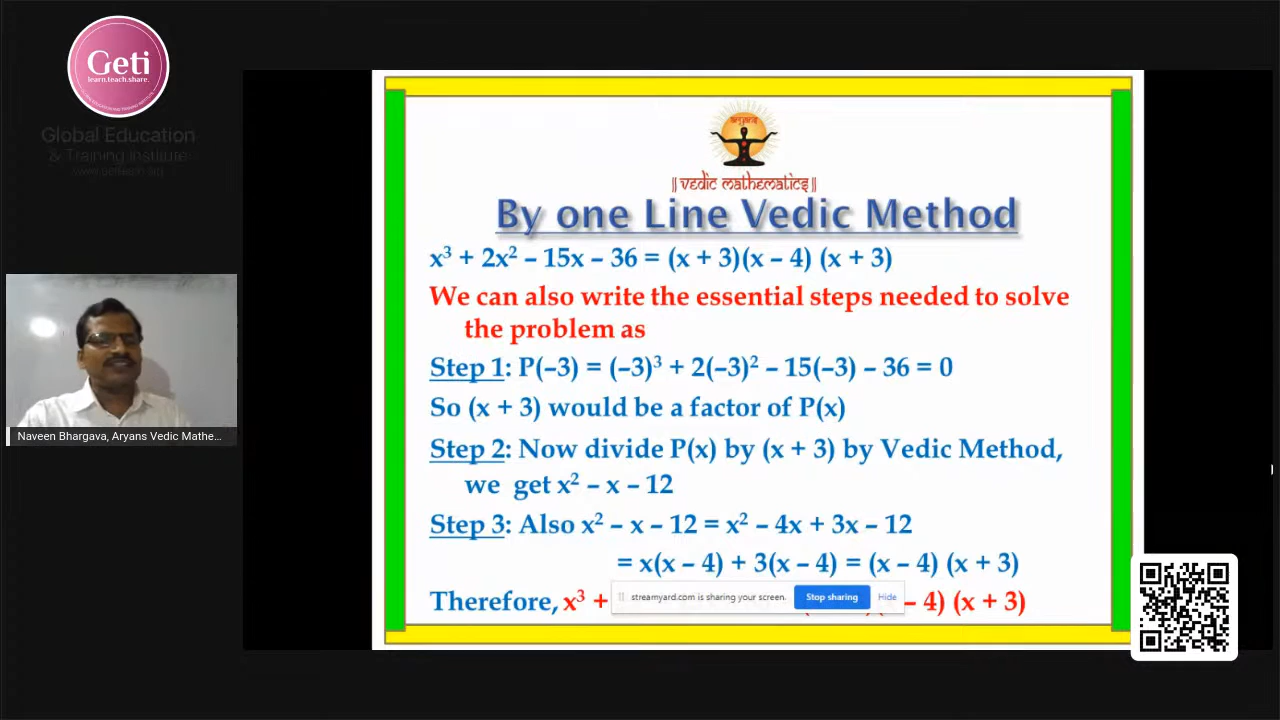 Geti
learn.teach.share.
Global Education
& Training Institute
www.getiteach.org
aryans
|| vedic mathematics ||
By one Line Vedic Method
x³ + 2x² – 15x – 36 = (x + 3)(x – 4) (x + 3)
We can also write the essential steps needed to solve
the problem as
Step 1: P(–3) = (–3)³ + 2(–3)² – 15(–3) – 36 = 0
So (x + 3) would be a factor of P(x)
Step 2: Now divide P(x) by (x + 3) by Vedic Method,
we get x² – x – 12
Step 3: Also x² – x – 12 = x² – 4x + 3x – 12
= x(x – 4) + 3(x – 4) = (x – 4) (x + 3)
Therefore, x³ + – 4) (x + 3)
streamyard.com is sharing your screen. Stop sharing Hide
Naveen Bhargava, Aryans Vedic Mathe...